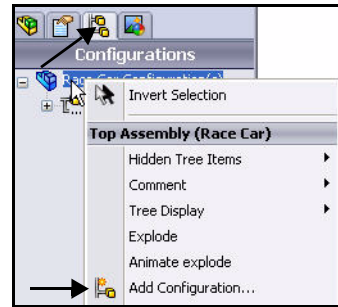 Configurations
Race Car Configuration(s)
Invert Selection
Top Assembly (Race Car)
Hidden Tree Items
Comment
Tree Display
Explode
Animate explode
Add Configuration...